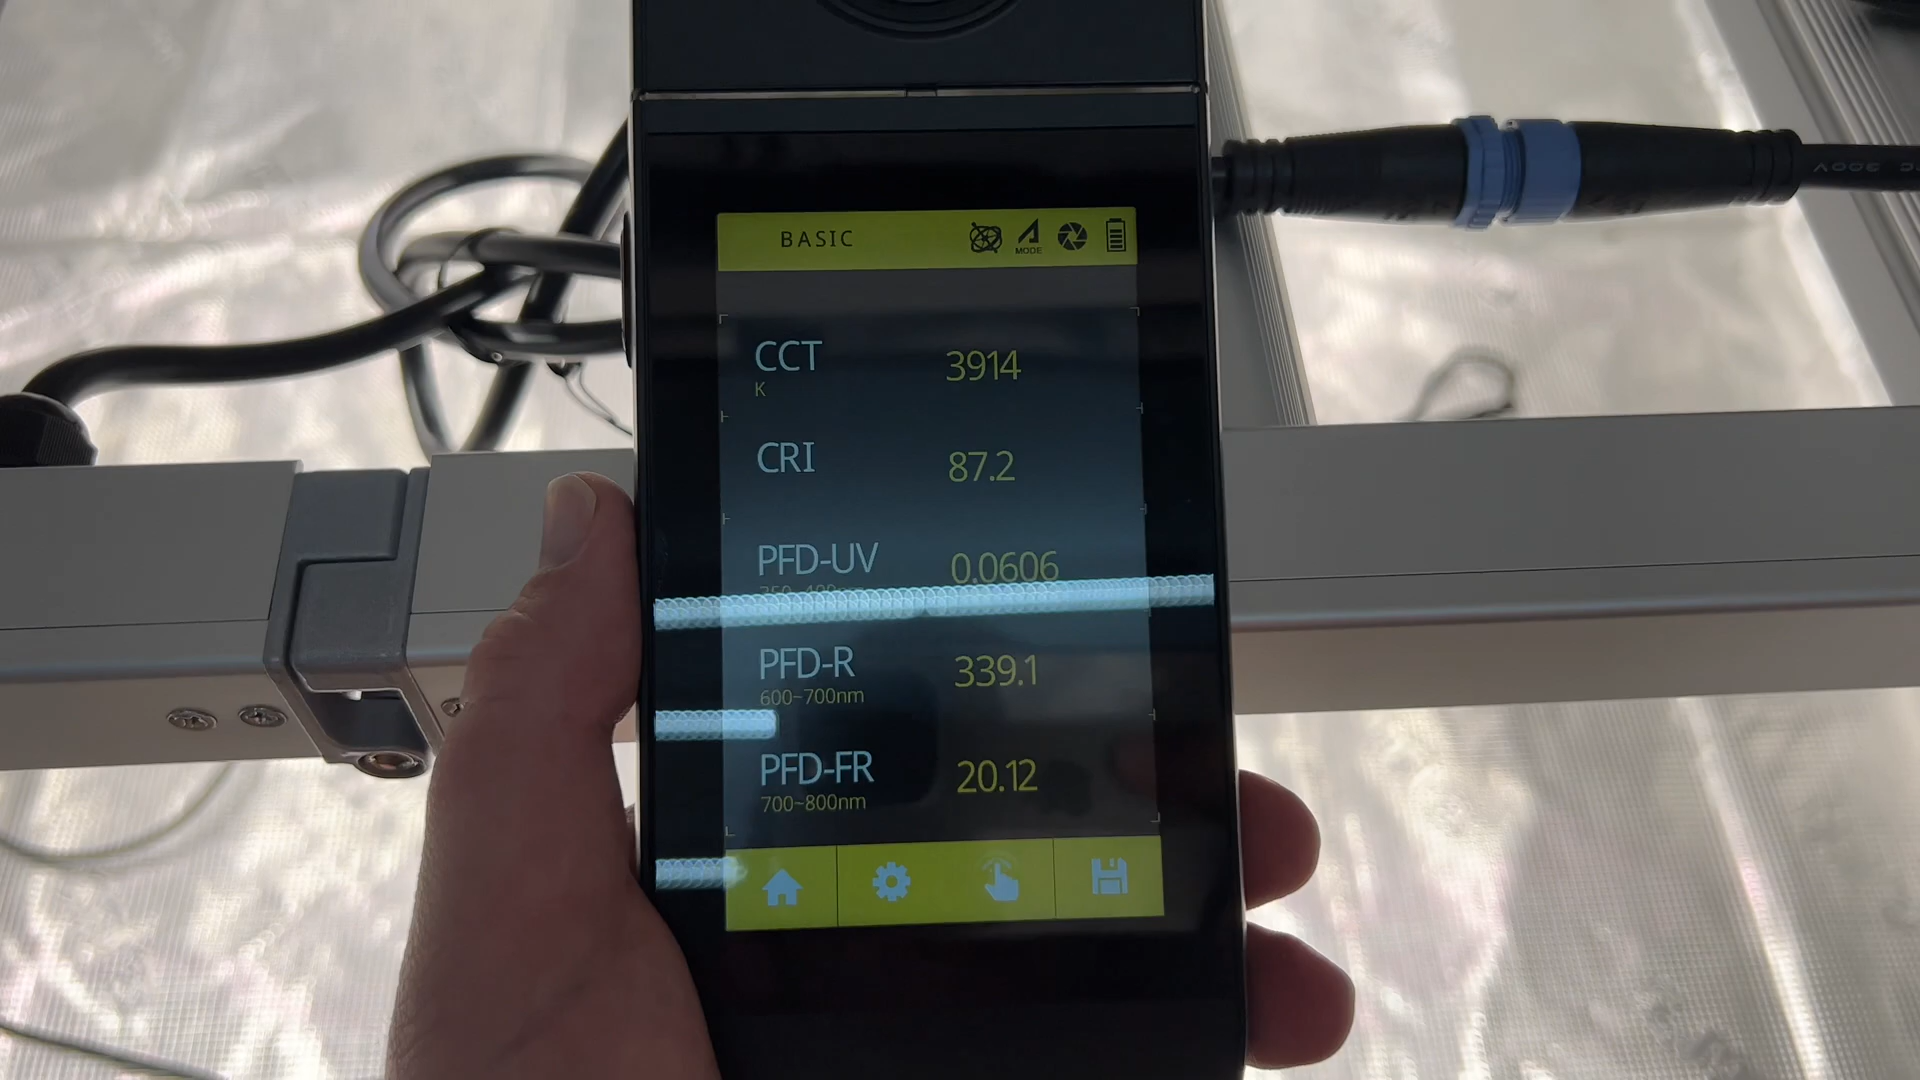 BASIC
MODE
CCT 3914
K
CRI 87.2
PFD-UV 0.0606
PFD-R 339.1
600~700nm
PFD-FR 20.12
700~800nm